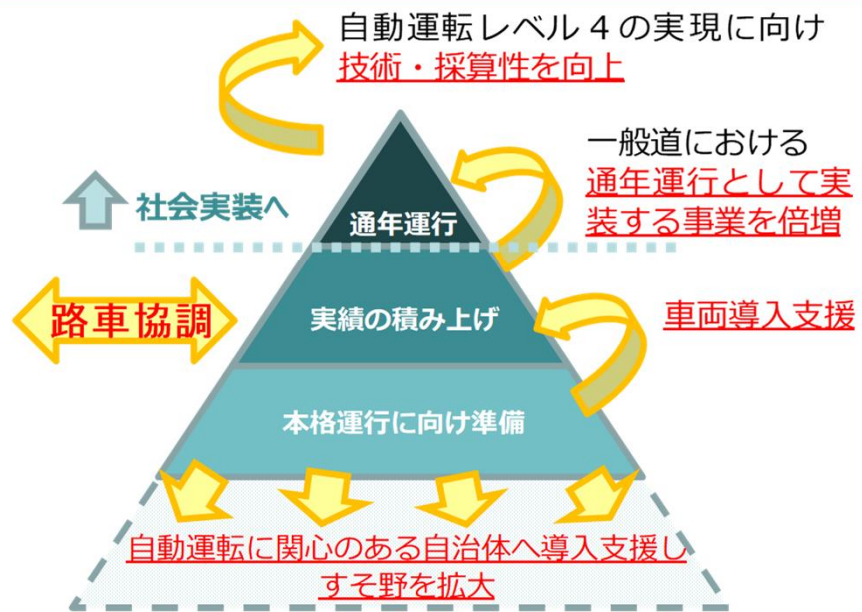 自動運転レベル４の実現に向け
技術・採算性を向上
一般道における
通年運行として実
装する事業を倍増
社会実装へ
通年運行
路車協調
実績の積み上げ
車両導入支援
本格運行に向け準備
自動運転に関心のある自治体へ導入支援し
すそ野を拡大